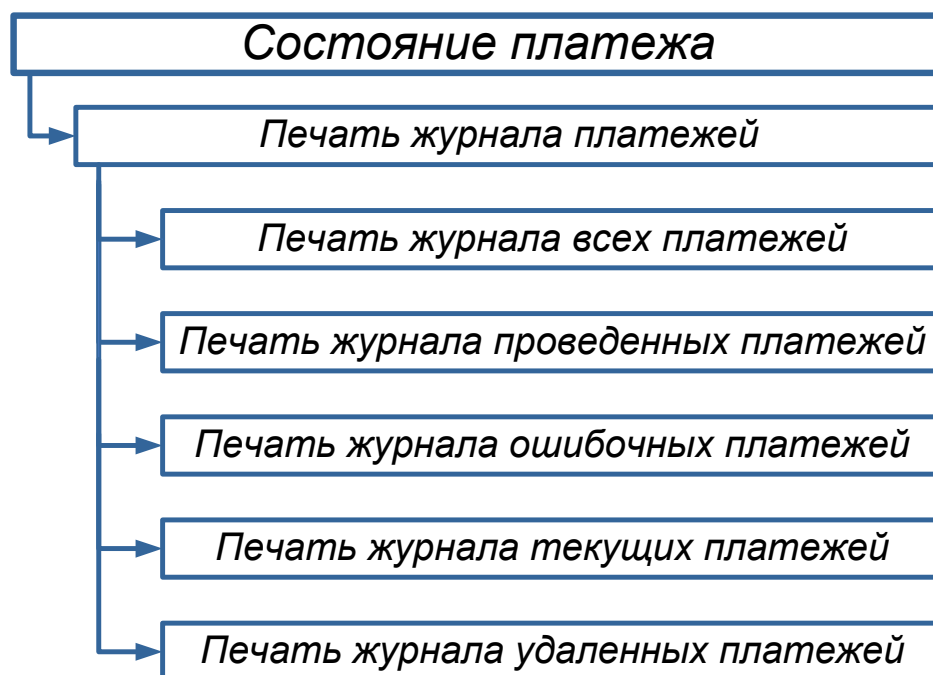 Состояние платежа
Печать журнала платежей
Печать журнала всех платежей
Печать журнала проведенных платежей
Печать журнала ошибочных платежей
Печать журнала текущих платежей
Печать журнала удаленных платежей